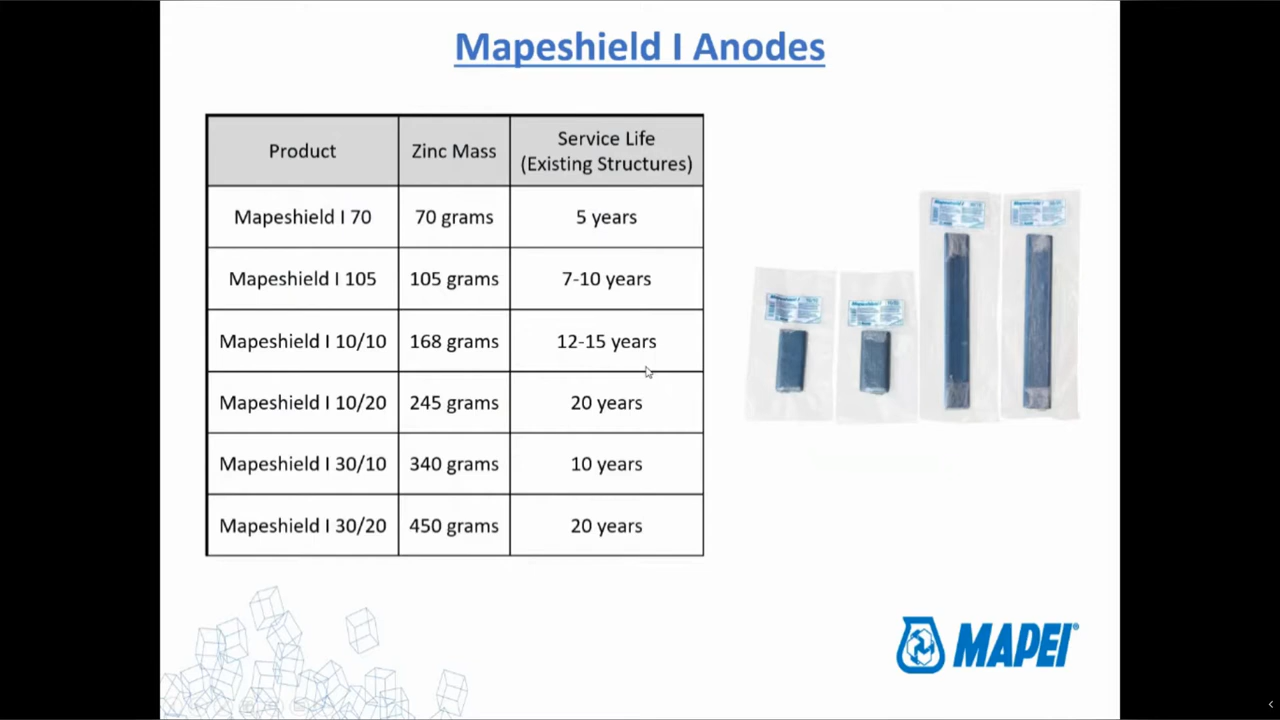 Mapeshield I Anodes
Product Zinc Mass Service Life (Existing Structures)
Mapeshield I 70 70 grams 5 years
Mapeshield I 105 105 grams 7-10 years
Mapeshield I 10/10 168 grams 12-15 years
Mapeshield I 10/20 245 grams 20 years
Mapeshield I 30/10 340 grams 10 years
Mapeshield I 30/20 450 grams 20 years
MAPEI®